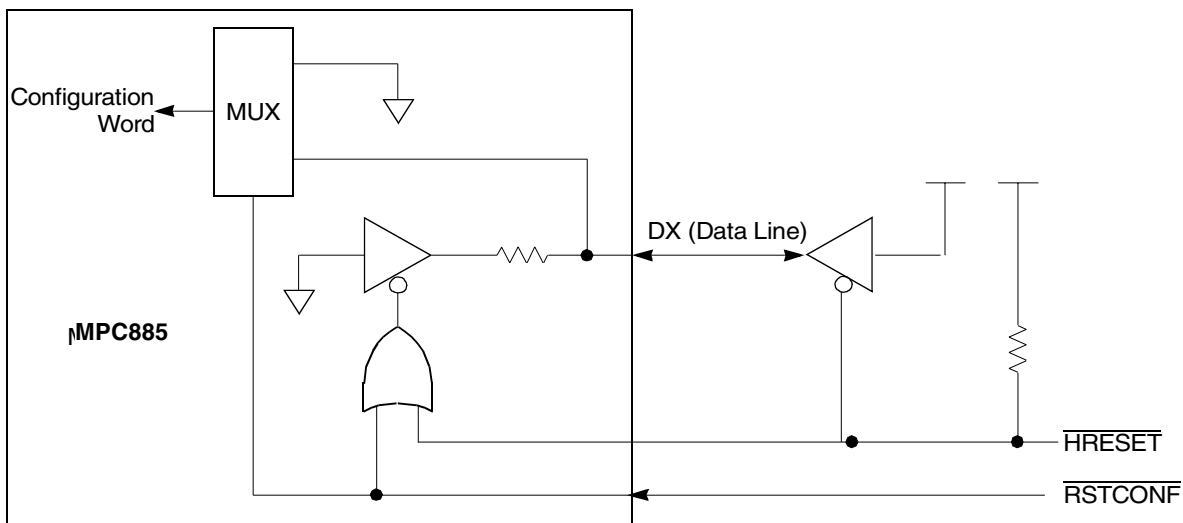 Configuration
Word
MUX
DX (Data Line)
MPC885
HRESET
RSTCONF